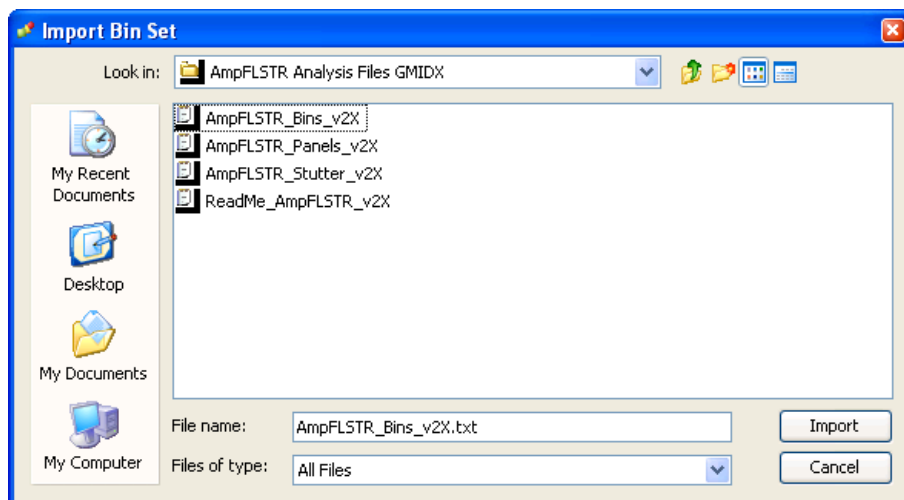 Import Bin Set
Look in: AmpFLSTR Analysis Files GMIDX
AmpFLSTR_Bins_v2X
AmpFLSTR_Panels_v2X
AmpFLSTR_Stutter_v2X
ReadMe_AmpFLSTR_v2X
My Recent
Documents
Desktop
My Documents
My Computer
File name: AmpFLSTR_Bins_v2X.txt Import
Files of type: All Files Cancel